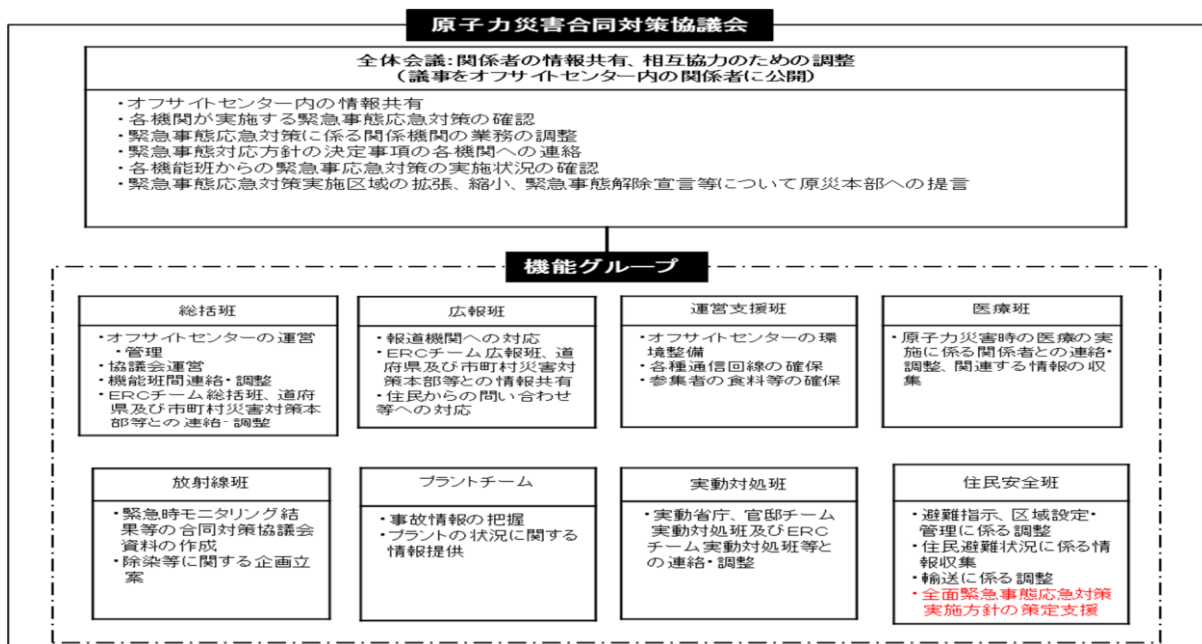 原子力災害合同対策協議会
全体会議:関係者の情報共有、相互協力のための調整
(議事をオフサイトセンター内の関係者に公開)
・オフサイトセンター内の情報共有
・各機関が実施する緊急事態応急対策の確認
・緊急事態応急対策に係る関係機関の業務の調整
・緊急事態対応方針の決定事項の各機関への連絡
・各機能班からの緊急事応急対策の実施状況の確認
・緊急事態応急対策実施区域の拡張、縮小、緊急事態解除宣言等について原災本部への提言
機能グループ
総括班
・オフサイトセンターの運営
・管理
・協議会運営
・機能班間連絡・調整
・ERCチーム総括班、道府
県及び市町村災害対策本
部等との連絡・調整
広報班
・報道機関への対応
・ERCチーム広報班、道
府県及び市町村災害対
策本部等との情報共有
・住民からの問い合わせ
等への対応
運営支援班
・オフサイトセンターの環
境整備
・各種通信回線の確保
・参集者の食料等の確保
医療班
・原子力災害時の医療の実
施に係る関係者との連絡・
調整、関連する情報の収
集
放射線班
・緊急時モニタリング結
果等の合同対策協議会
資料の作成
・除染等に関する企画立
案
プラントチーム
・事故情報の把握
・プラントの状況に関する
情報提供
実動対処班
・実動省庁、官邸チーム
実動対処班及びERC
チーム実動対処班等と
の連絡・調整
住民安全班
・避難指示、区域設定・
管理に係る調整
・住民避難状況に係る情
報収集
・輸送に係る調整
・全面緊急事態応急対策
実施方針の策定支援